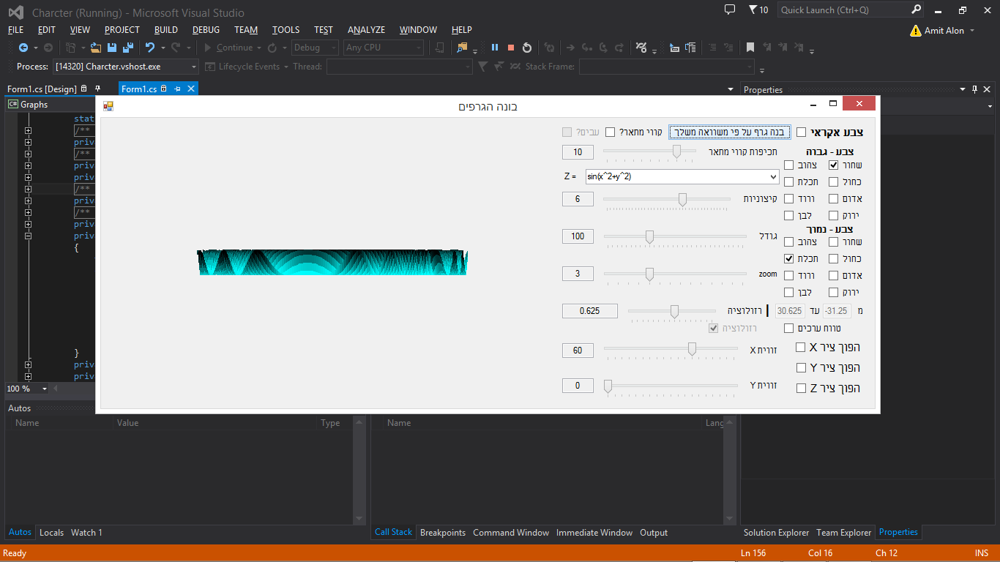 Charcter (Running) - Microsoft Visual Studio
10
Quick Launch (Ctrl+Q)
FILE EDIT VIEW PROJECT BUILD DEBUG TEAM TOOLS TEST ANALYZE WINDOW HELP
Amit Alon
Continue Debug Any CPU
Process: [14320] Charcter.vshost.exe Lifecycle Events Thread: Stack Frame:
Form1.cs [Design] Form1.cs Properties
C# Graphs
בונה הגרפים
stat
/**
priv
/**
priv
priv
/**
priv
/**
priv
priv
{
}
priv
priv
צבע אקראי בנה גרף על פי משוואה משלך קווי מתאר? עבים?
תכיפות קווי מתאר 10
Z = sin(x^2+y^2)
קיצוניות 6
גודל 100
zoom 3
רזולוציה 0.625
רזולוציה
זווית X 60
זווית Y 0
צבע - גברה
שחור צהוב
כחול תכלת
אדום ורוד
ירוק לבן
צבע - נמוך
שחור צהוב
כחול תכלת
אדום ורוד
ירוק לבן
מ -31.25 עד 30.625
טווח ערכים
הפוך ציר X
הפוך ציר Y
הפוך ציר Z
100 %
Autos
Name Value Type
Name Lang
Autos Locals Watch 1
Call Stack Breakpoints Command Window Immediate Window Output
Solution Explorer Team Explorer Properties
Ready Ln 156 Col 16 Ch 12 INS